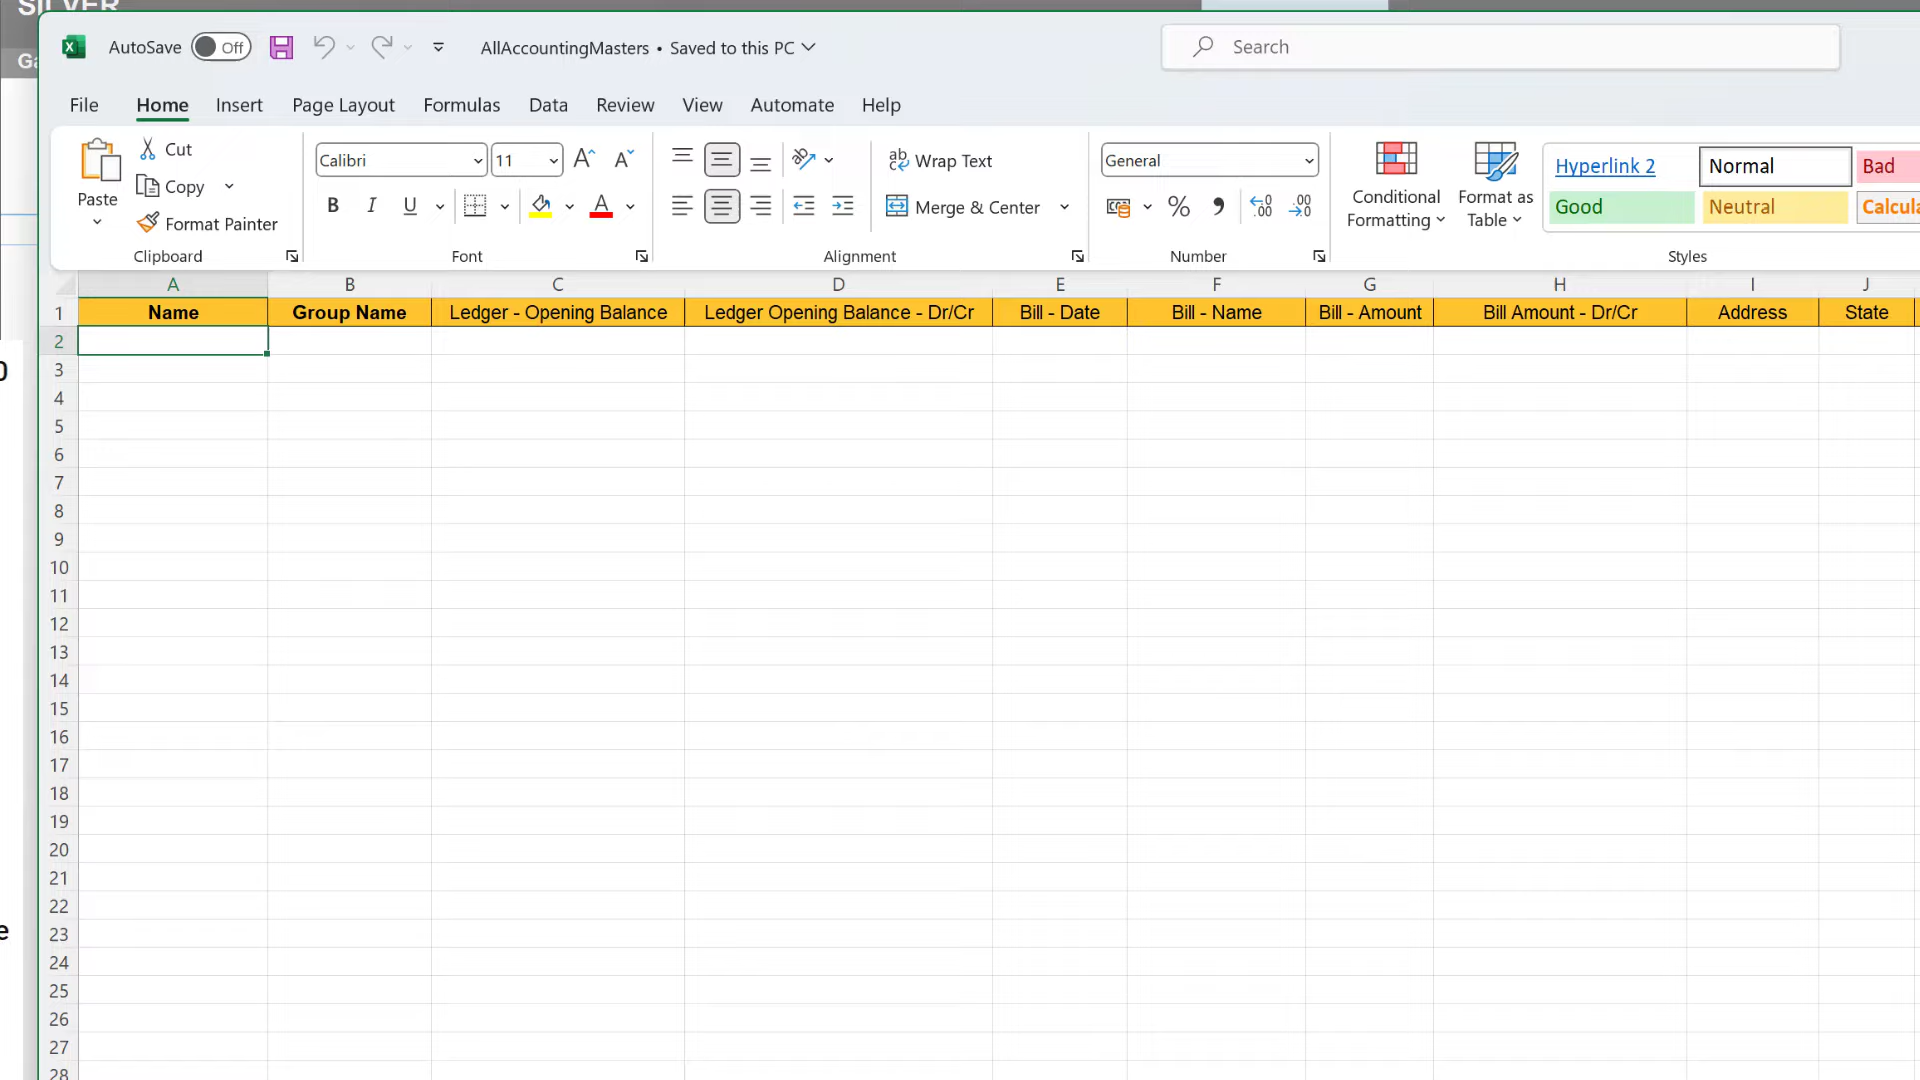 SILVER
AutoSave Off AllAccountingMasters • Saved to this PC Search
File Home Insert Page Layout Formulas Data Review View Automate Help
Paste Cut Copy Format Painter Clipboard
Calibri 11 B I U Font
ab Wrap Text Merge & Center Alignment
General % Number
Conditional Formatting Format as Table
Hyperlink 2 Normal Bad
Good Neutral
Styles
A B C D E F G H I J
1 Name Group Name Ledger - Opening Balance Ledger Opening Balance - Dr/Cr Bill - Date Bill - Name Bill - Amount Bill Amount - Dr/Cr Address State
2
3
4
5
6
7
8
9
10
11
12
13
14
15
16
17
18
19
20
21
22
23
24
25
26
27
28